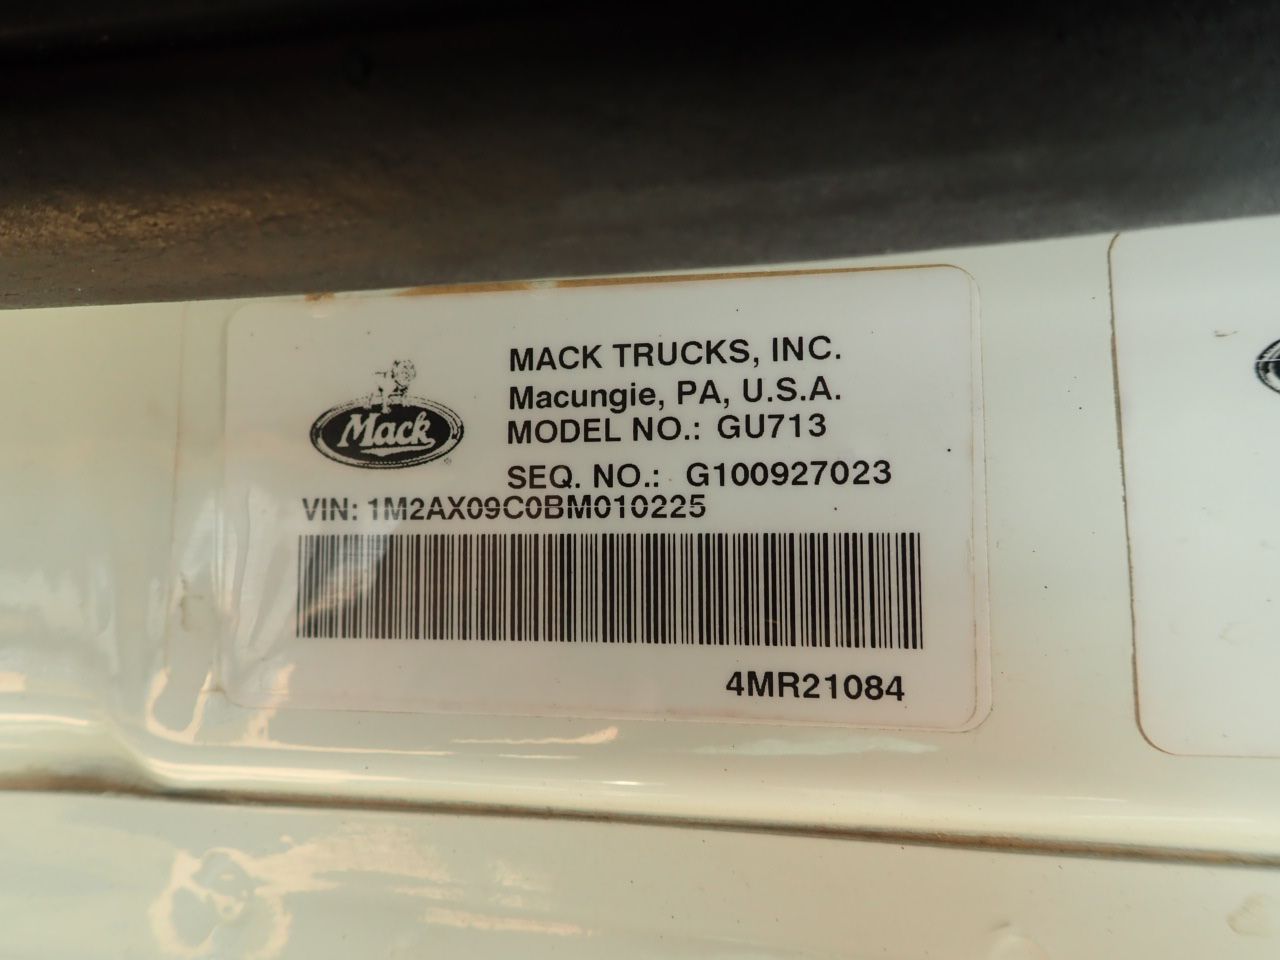 MACK TRUCKS, INC.
Macungie, PA, U.S.A.
MODEL NO.: GU713
Mack
SEQ. NO.: G100927023
VIN: 1M2AX09C0BM010225
4MR21084